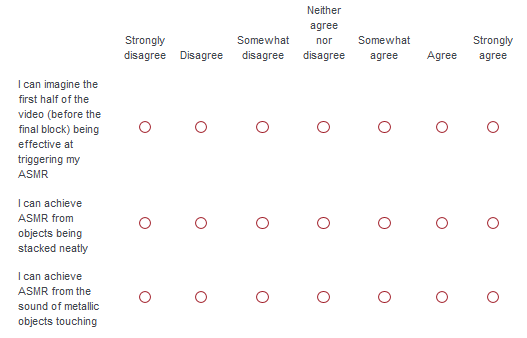 Strongly disagree
Disagree
Somewhat disagree
Neither agree nor disagree
Somewhat agree
Agree
Strongly agree
I can imagine the
first half of the
video (before the
final block) being
effective at
triggering my
ASMR
I can achieve
ASMR from
objects being
stacked neatly
I can achieve
ASMR from the
sound of metallic
objects touching